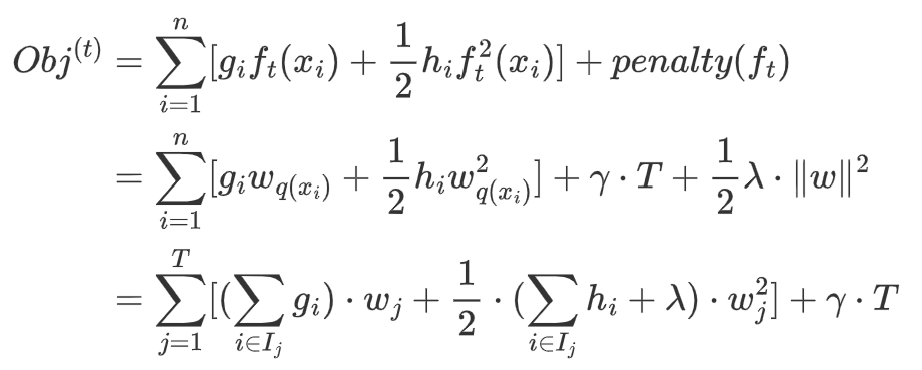 Obj^{(t)} = \sum_{i=1}^{n} [g_i f_t(x_i) + \frac{1}{2} h_i f_t^2(x_i)] + penalty(f_t)
= \sum_{i=1}^{n} [g_i w_{q(x_i)} + \frac{1}{2} h_i w_{q(x_i)}^2] + \gamma \cdot T + \frac{1}{2} \lambda \cdot \|w\|^2
= \sum_{j=1}^{T} [(\sum_{i \in I_j} g_i) \cdot w_j + \frac{1}{2} \cdot (\sum_{i \in I_j} h_i + \lambda) \cdot w_j^2] + \gamma \cdot T